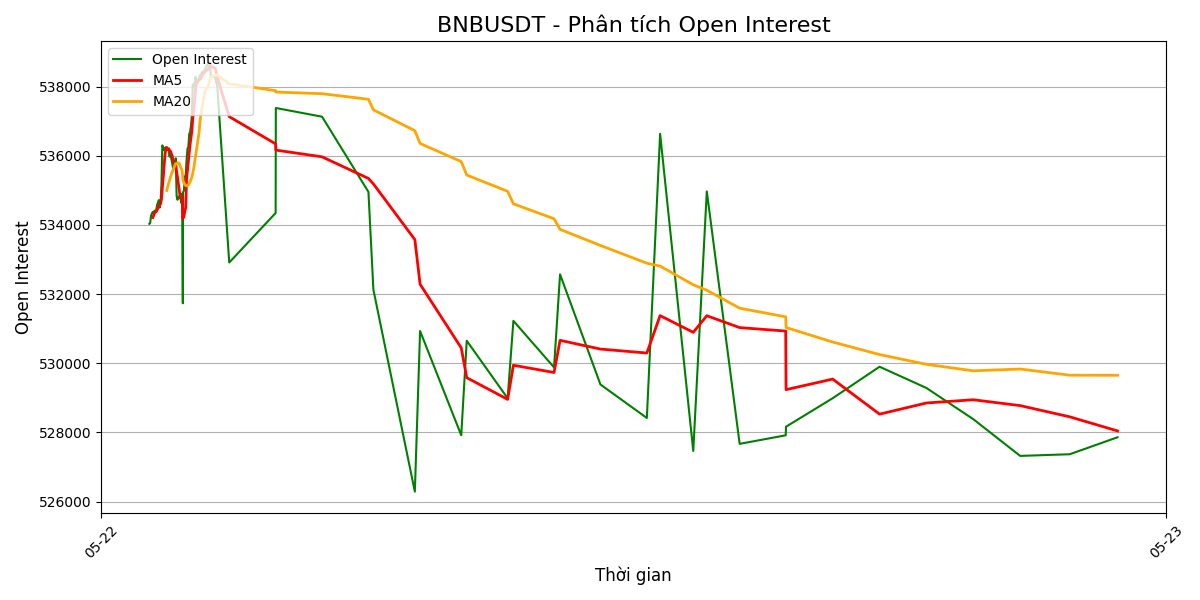 BNBUSDT - Phân tích Open Interest
Open Interest
MA5
MA20
538000
536000
534000
532000
530000
528000
526000
Open Interest
05-22
05-23
Thời gian